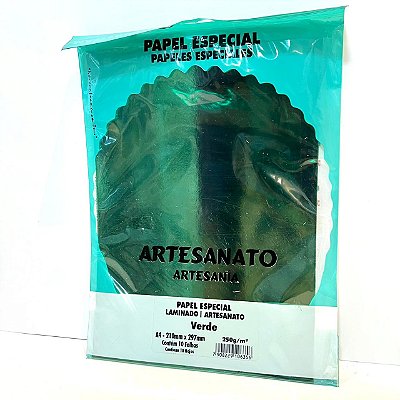 PAPEL ESPECIAL
PAPELES ESPECIALES
ARTESANATO
ARTESANÍA
PAPEL ESPECIAL
LAMINADO | ARTESANATO
Verde
A4 - 210mm x 297mm
250g/m²
Contém 10 Folhas
Contiene 10 Hojas